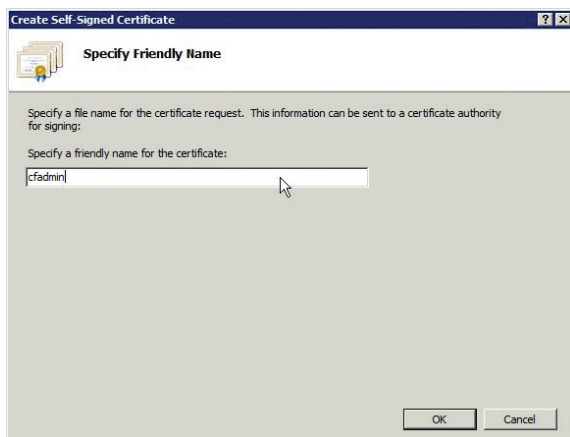 Create Self-Signed Certificate
Specify Friendly Name
Specify a file name for the certificate request. This information can be sent to a certificate authority
for signing:
Specify a friendly name for the certificate:
cfadmin
OK
Cancel